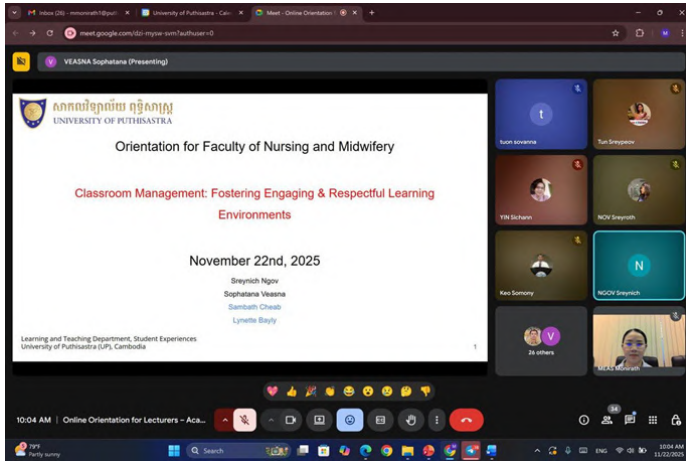 Inbox (26) - mmonirath1@puti
University of Puthisastra - Cale
Meet - Online Orientation f
meet.google.com/dzi-mysw-svm?authuser=0
VEASNA Sophatana (Presenting)
សាកលវិទ្យាល័យ ពុទ្ធិសាស្ត្រ
UNIVERSITY OF PUTHISASTRA
Orientation for Faculty of Nursing and Midwifery
Classroom Management: Fostering Engaging & Respectful Learning
Environments
November 22nd, 2025
Sreynich Ngov
Sophatana Veasna
Sambath Cheab
Lynette Bayly
Learning and Teaching Department, Student Experiences
University of Puthisastra (UP), Cambodia
1
t
tuon sovanna
Tun Sreypeov
YIN Sichann
NOV Sreyroth
Keo Somony
N
NGOV Sreynich
V
26 others
MEAS Monirath
10:04 AM | Online Orientation for Lecturers – Aca...
34
79°F
Partly sunny
Search
ENG
10:04 AM
11/22/2025